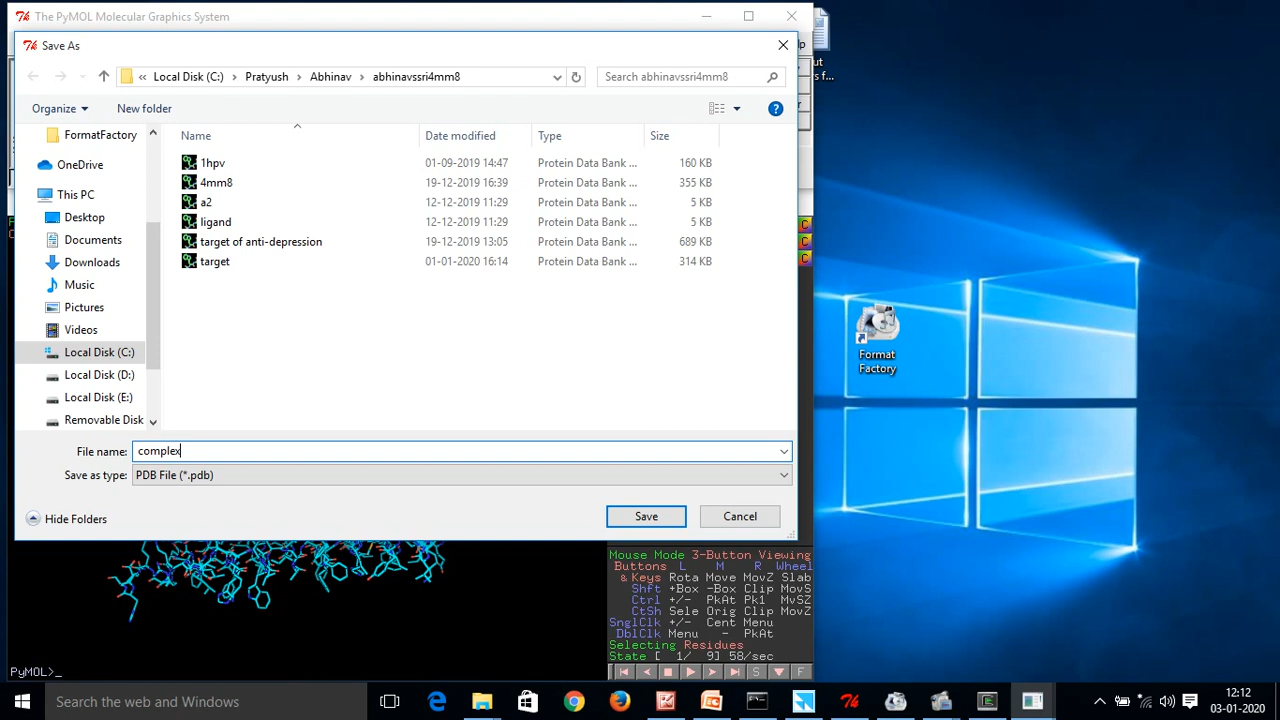 The PyMOL Molecular Graphics System
Save As
« Local Disk (C:) > Pratyush > Abhinav > abhinavssri4mm8
Search abhinavssri4mm8
Organize
New folder
FormatFactory
OneDrive
This PC
Desktop
Documents
Downloads
Music
Pictures
Videos
Local Disk (C:)
Local Disk (D:)
Local Disk (E:)
Removable Disk
Name Date modified Type Size
1hpv 01-09-2019 14:47 Protein Data Bank ... 160 KB
4mm8 19-12-2019 16:39 Protein Data Bank ... 355 KB
a2 12-12-2019 11:29 Protein Data Bank ... 5 KB
ligand 12-12-2019 11:29 Protein Data Bank ... 5 KB
target of anti-depression 19-12-2019 13:05 Protein Data Bank ... 689 KB
target 01-01-2020 16:14 Protein Data Bank ... 314 KB
File name: complex
Save as type: PDB File (*.pdb)
Hide Folders
Save
Cancel
C
C
C
Format
Factory
Mouse Mode 3-Button Viewing
Buttons L M R Wheel
& Keys Rota Move MovZ Slab
Shft +Box -Box Clip MovS
Ctrl +/- PkAt Pk1 MvSZ
CtSh Sele Orig Clip MovZ
SnglClk +/- Cent Menu
DblClk Menu - PkAt
Selecting Residues
State [ 1/ 9] 58/sec
S F
PyMOL>_
Search the web and Windows
12:12
03-01-2020